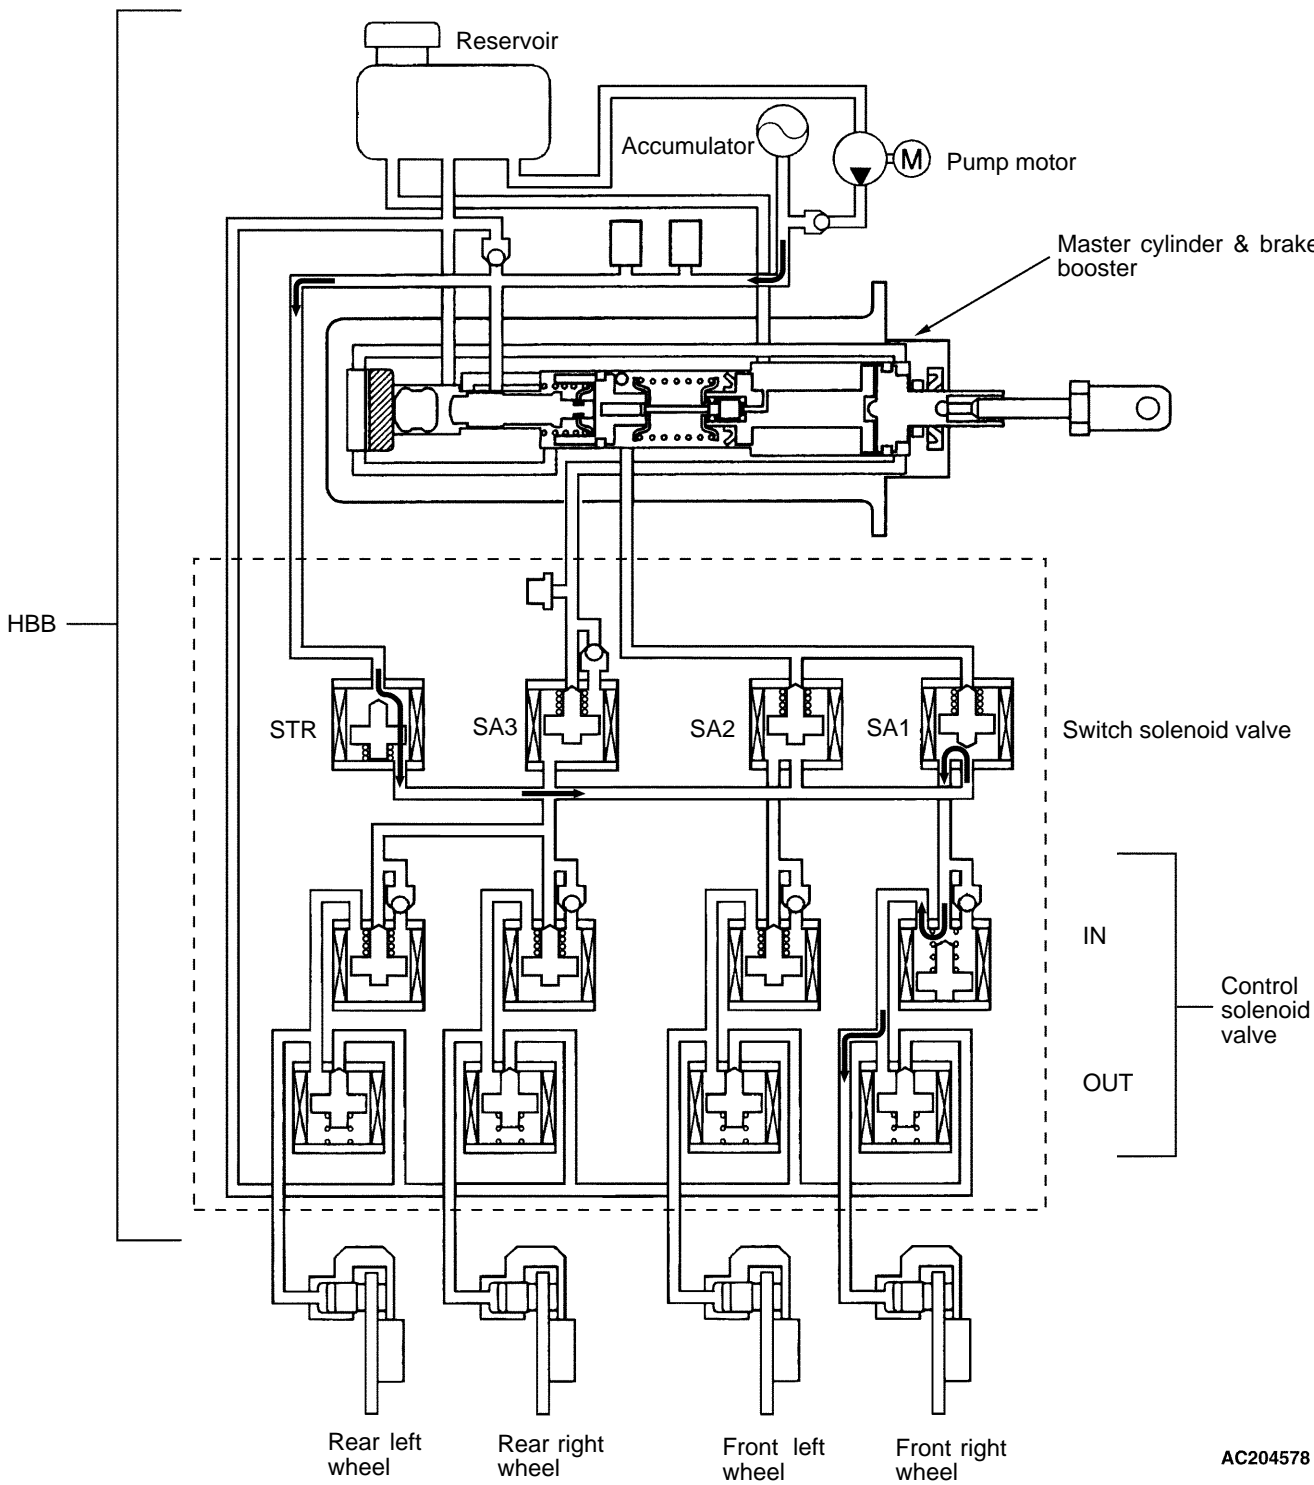 Reservoir
Accumulator
M
Pump motor
Master cylinder & brake
booster
HBB
STR
SA3
SA2
SA1
Switch solenoid valve
IN
Control
solenoid
valve
OUT
Rear left
wheel
Rear right
wheel
Front left
wheel
Front right
wheel
AC204578